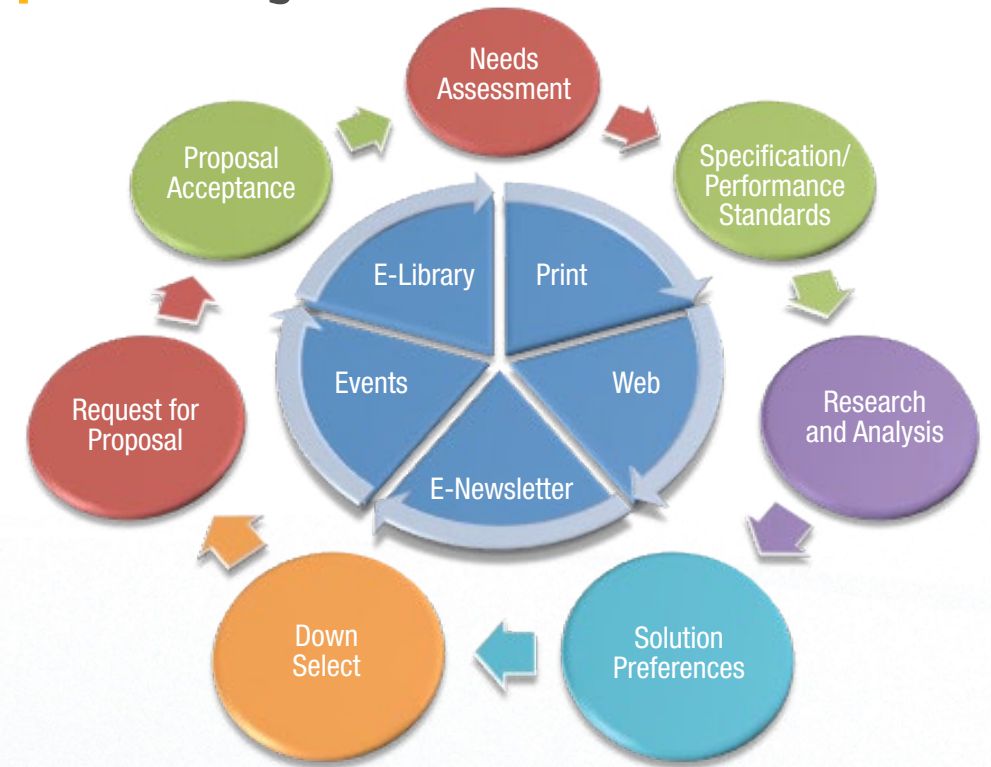 Needs
Assessment
Specification/
Performance
Standards
Research
and Analysis
Solution
Preferences
Down
Select
Request for
Proposal
Proposal
Acceptance
Print
Web
E-Newsletter
Events
E-Library